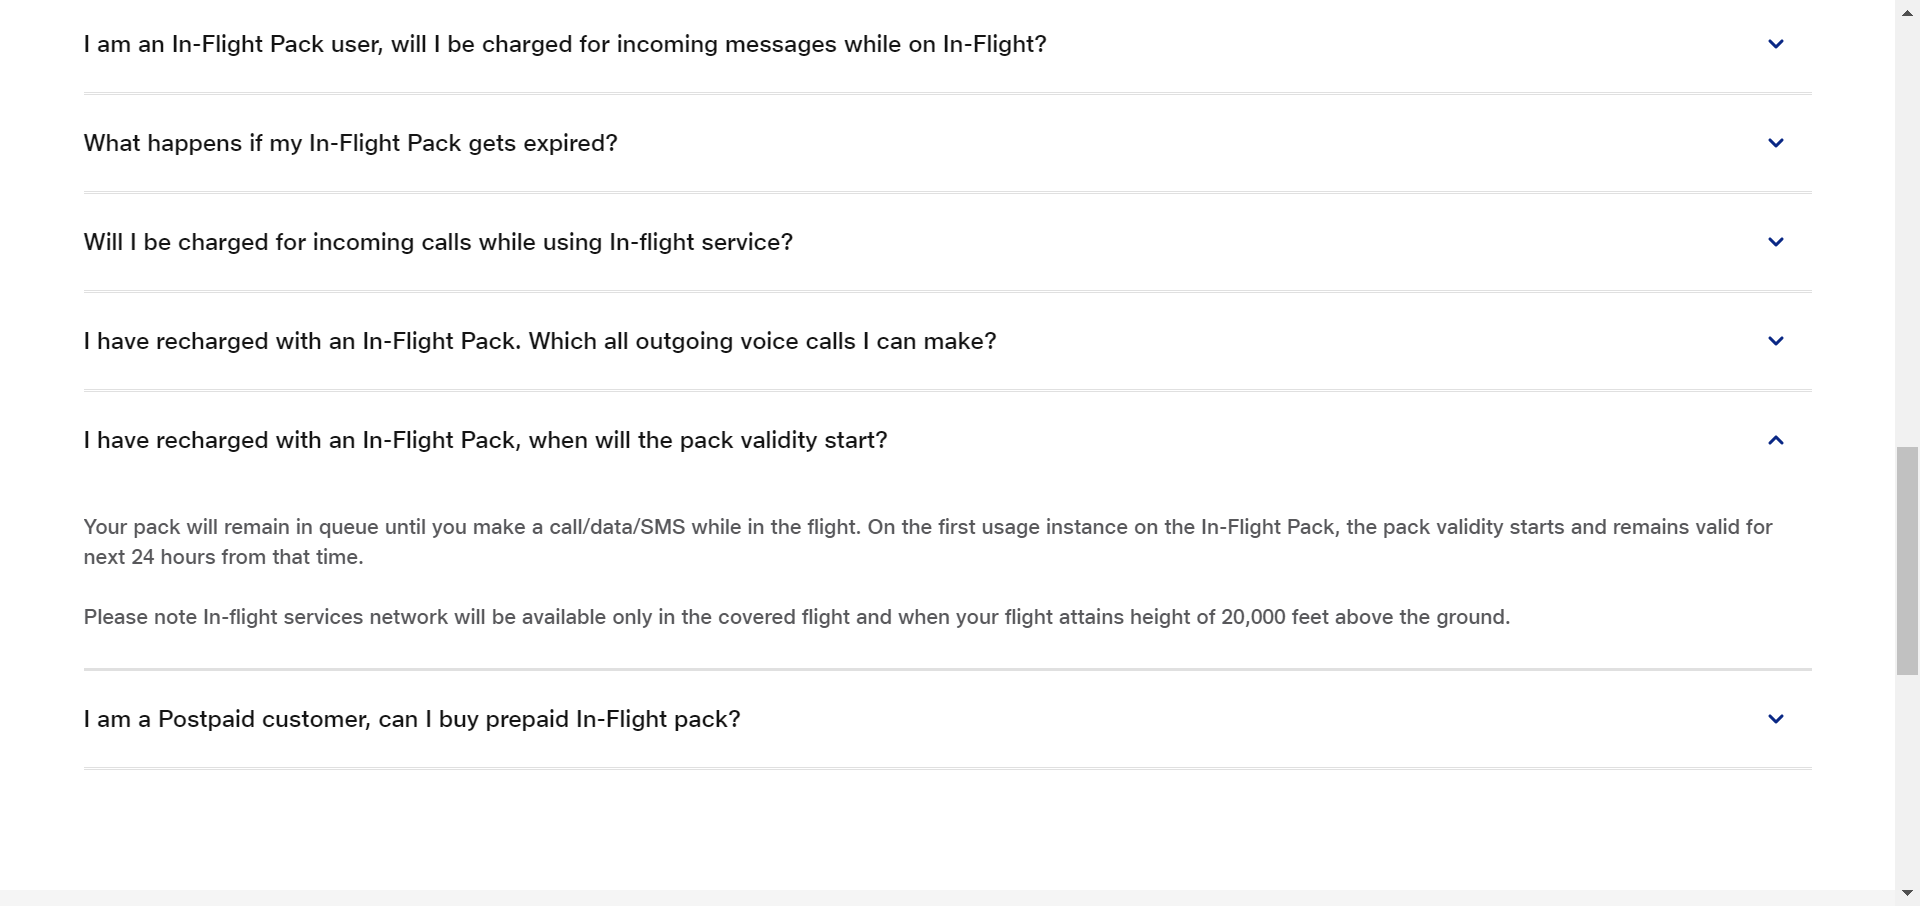 I am an In-Flight Pack user, will I be charged for incoming messages while on In-Flight?
What happens if my In-Flight Pack gets expired?
Will I be charged for incoming calls while using In-flight service?
I have recharged with an In-Flight Pack. Which all outgoing voice calls I can make?
I have recharged with an In-Flight Pack, when will the pack validity start?
Your pack will remain in queue until you make a call/data/SMS while in the flight. On the first usage instance on the In-Flight Pack, the pack validity starts and remains valid for
next 24 hours from that time.
Please note In-flight services network will be available only in the covered flight and when your flight attains height of 20,000 feet above the ground.
I am a Postpaid customer, can I buy prepaid In-Flight pack?